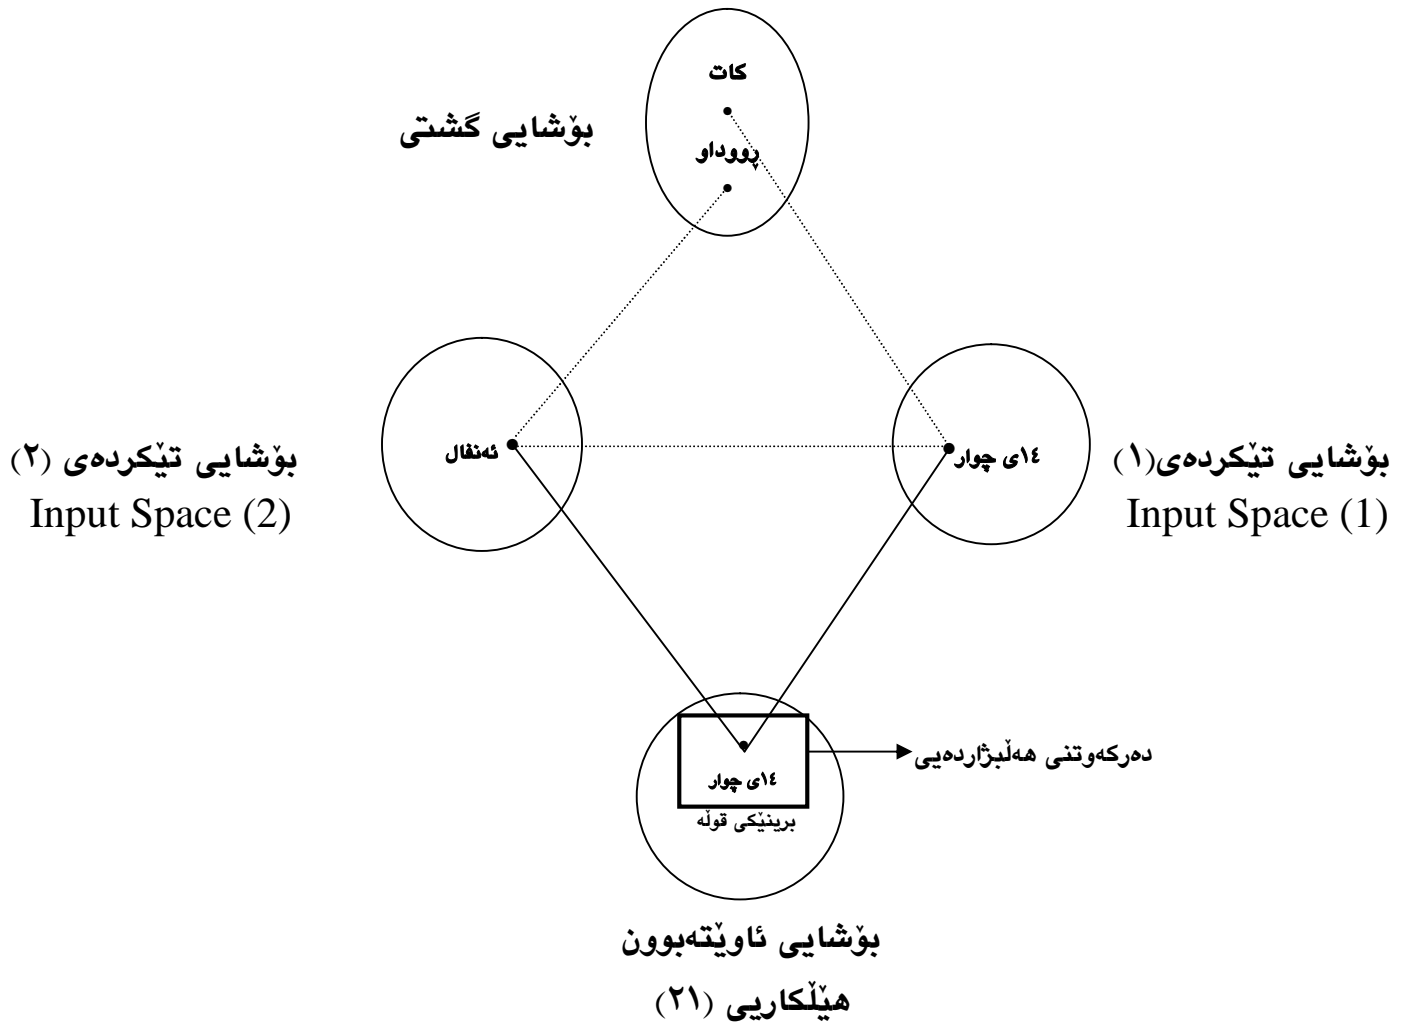 کات
بۆشایی گشتی
ڕووداو
بۆشایی تێکردەی(١)
Input Space (1)
١٤ی چوار
ئەنفال
بۆشایی تێکردەی (٢)
Input Space (2)
دەرکەوتنی هەڵبژاردەیی
١٤ی چوار
برینێکی قوڵە
بۆشایی ئاوێتەبوون
هێڵکاریی (٢١)